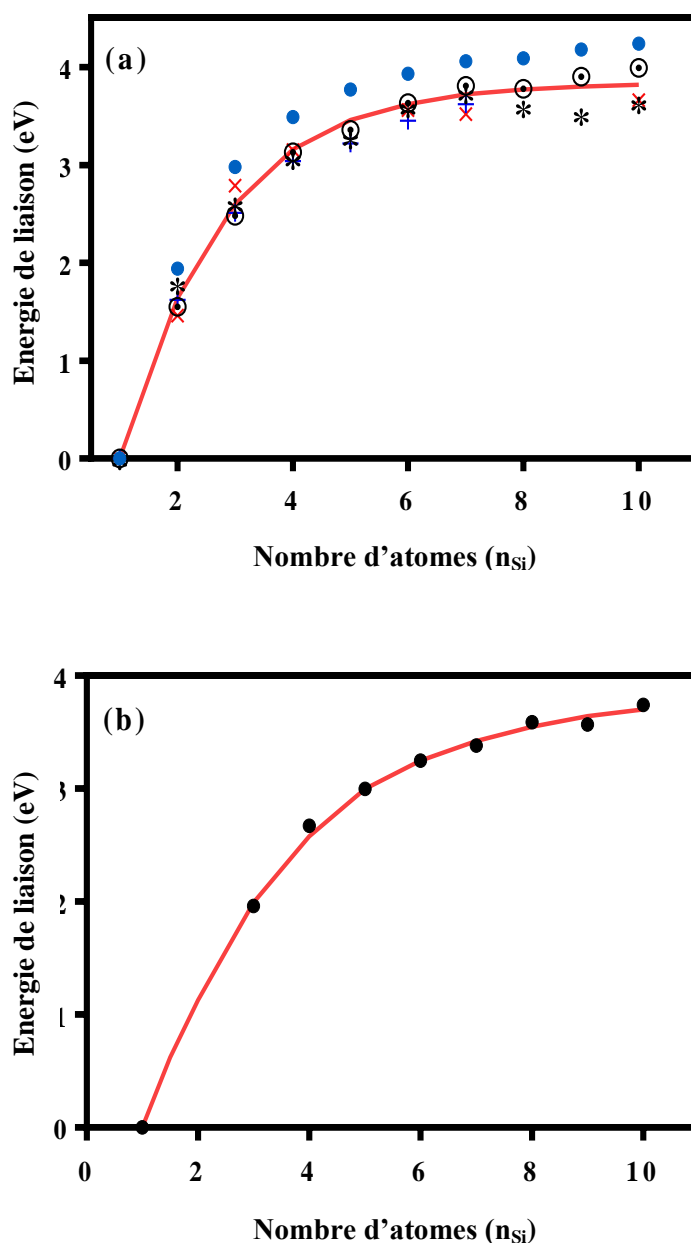 (a)
4
3
2
1
0
Energie de liaison (eV)
2 4 6 8 10
Nombre d’atomes (nSi)
(b)
4
3
2
1
0
Energie de liaison (eV)
0 2 4 6 8 10
Nombre d’atomes (nSi)